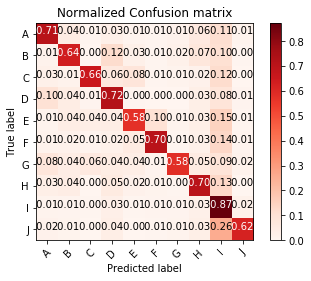 Normalized Confusion matrix
True label
A 0.71 0.04 0.01 0.03 0.01 0.01 0.01 0.06 0.11 0.01
B 0.01 0.64 0.00 0.12 0.03 0.01 0.02 0.07 0.10 0.00
C 0.03 0.01 0.66 0.06 0.08 0.01 0.01 0.02 0.12 0.00
D 0.10 0.04 0.01 0.72 0.00 0.00 0.00 0.03 0.08 0.01
E 0.01 0.04 0.04 0.04 0.58 0.10 0.01 0.03 0.15 0.01
F 0.01 0.02 0.01 0.02 0.05 0.70 0.01 0.03 0.14 0.01
G 0.08 0.04 0.06 0.04 0.04 0.01 0.58 0.05 0.09 0.02
H 0.03 0.04 0.00 0.05 0.02 0.01 0.00 0.70 0.13 0.00
I 0.01 0.01 0.00 0.03 0.01 0.01 0.01 0.03 0.87 0.02
J 0.02 0.01 0.00 0.04 0.01 0.01 0.01 0.03 0.26 0.62
A B C D E F G H I J
Predicted label
0.8
0.7
0.6
0.5
0.4
0.3
0.2
0.1
0.0